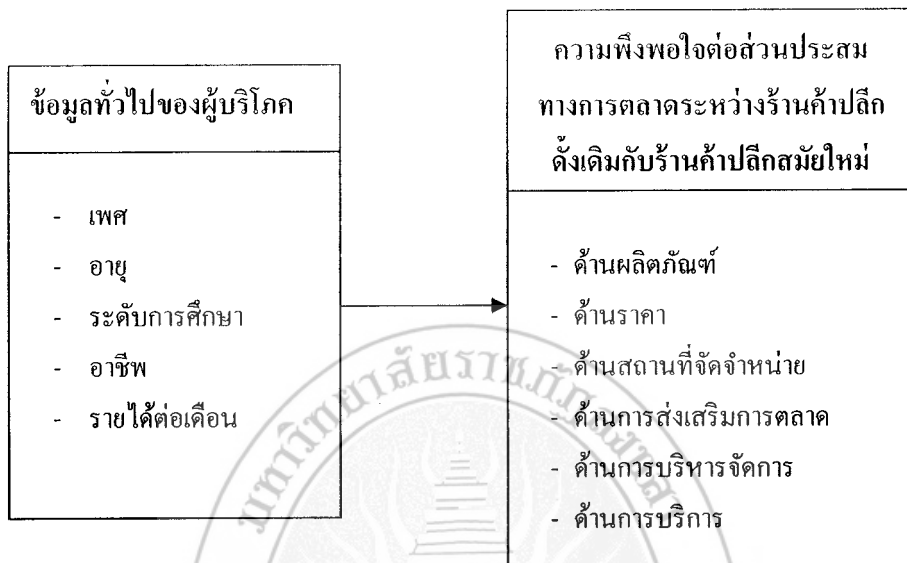 ข้อมูลทั่วไปของผู้บริโภค
- เพศ
- อายุ
- ระดับการศึกษา
- อาชีพ
- รายได้ต่อเดือน
ความพึงพอใจต่อส่วนประสม
ทางการตลาดระหว่างร้านค้าปลีก
ดั้งเดิมกับร้านค้าปลีกสมัยใหม่
- ด้านผลิตภัณฑ์
- ด้านราคา
- ด้านสถานที่จัดจำหน่าย
- ด้านการส่งเสริมการตลาด
- ด้านการบริหารจัดการ
- ด้านการบริการ